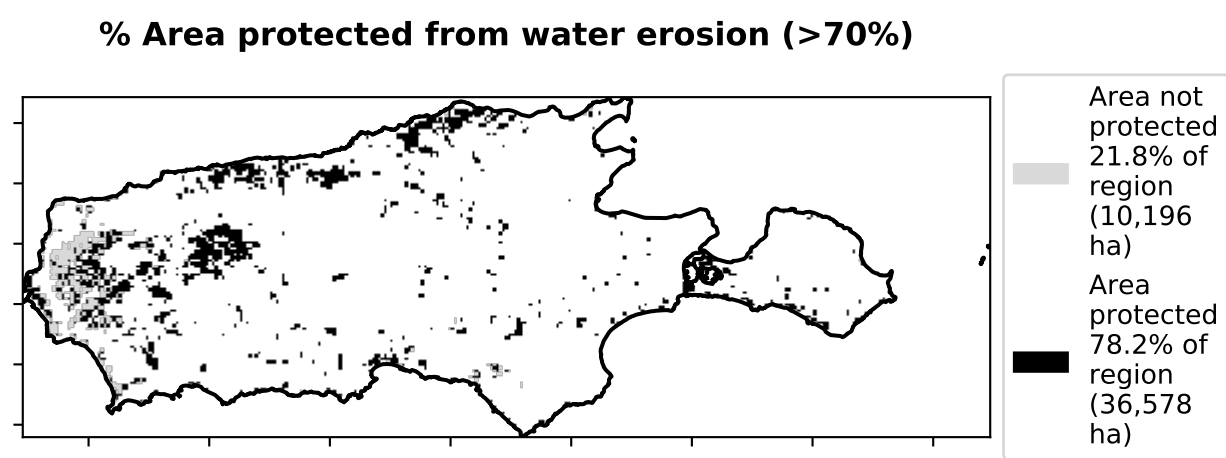 % Area protected from water erosion (>70%)
Area not
protected
21.8% of
region
(10,196
ha)
Area
protected
78.2% of
region
(36,578
ha)